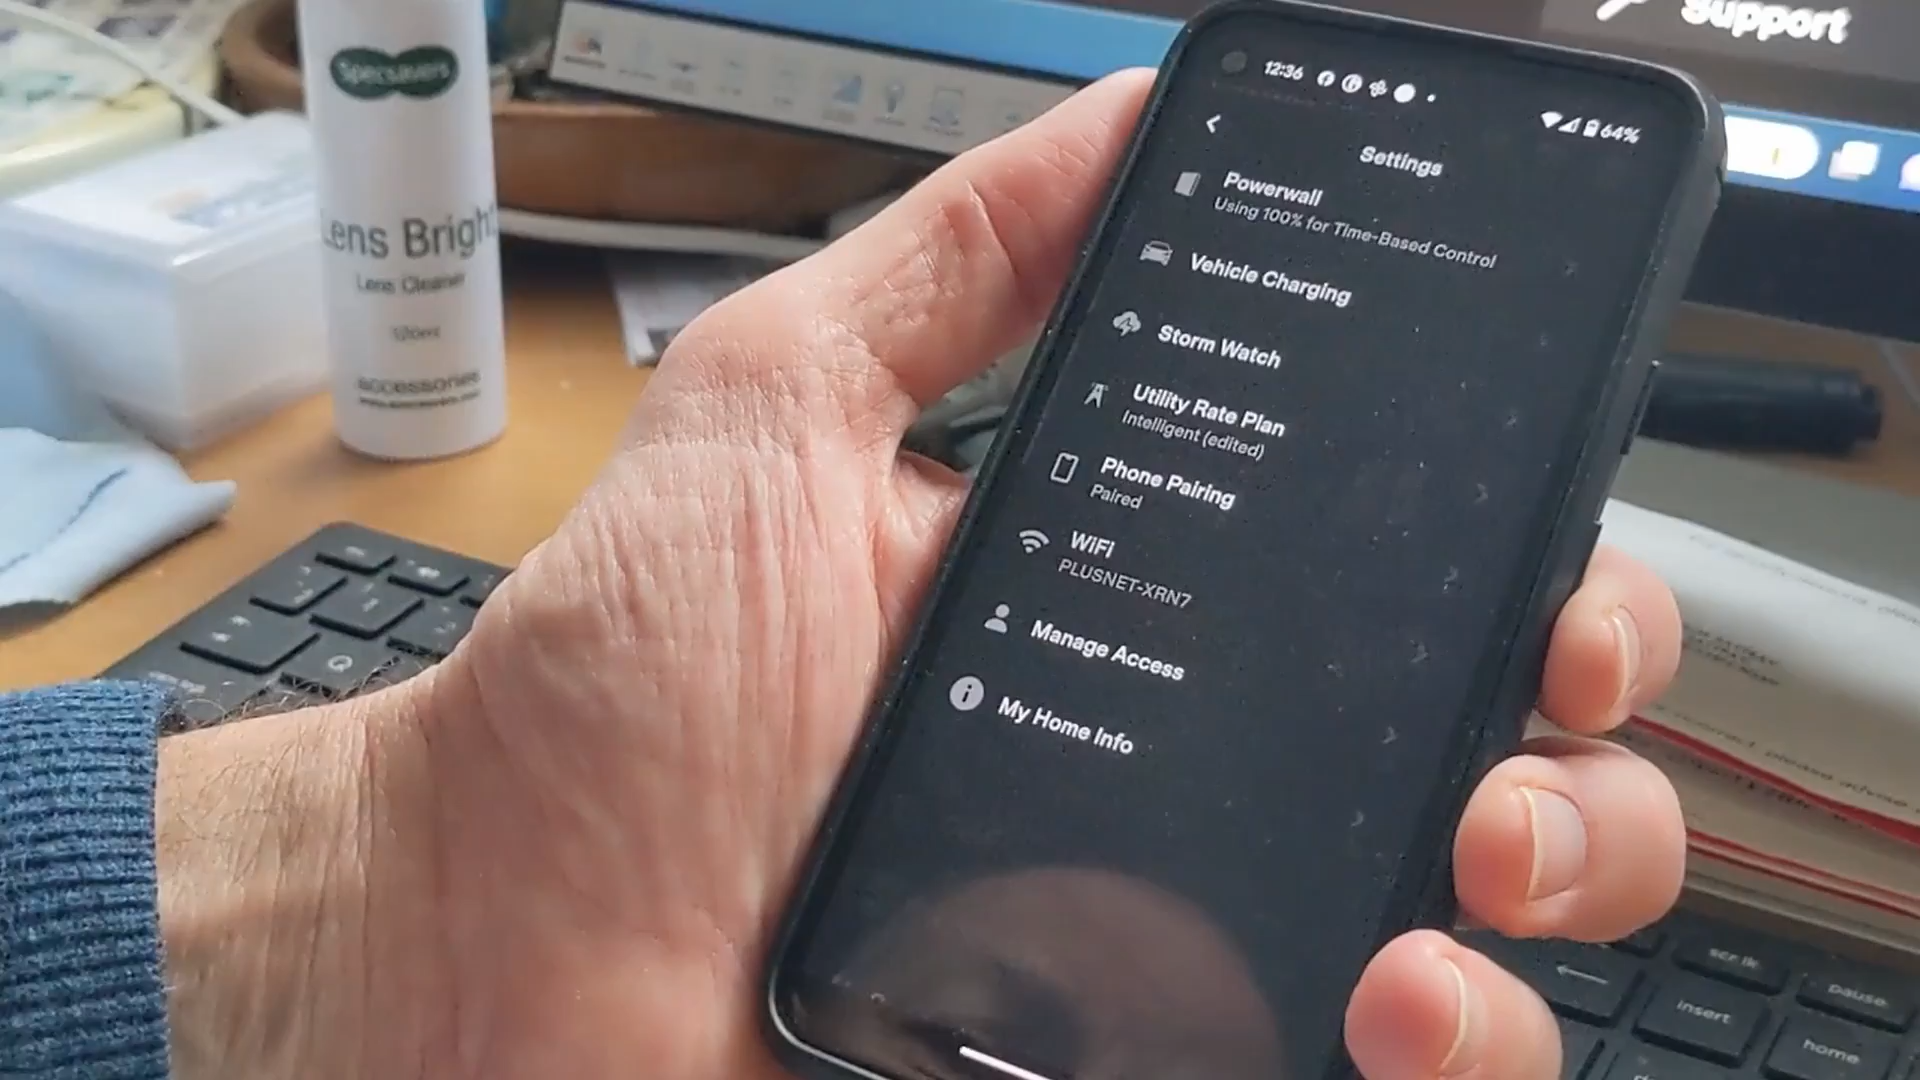 Support
Specsavers
Lens Bright
Lens Cleaner
120ml
accessories
12:36
64%
Settings
Powerwall
Using 100% for Time-Based Control
Vehicle Charging
Storm Watch
Utility Rate Plan
Intelligent (edited)
Phone Pairing
Paired
WiFi
PLUSNET-XRN7
Manage Access
My Home Info
Q
scr lk
pause
insert
home